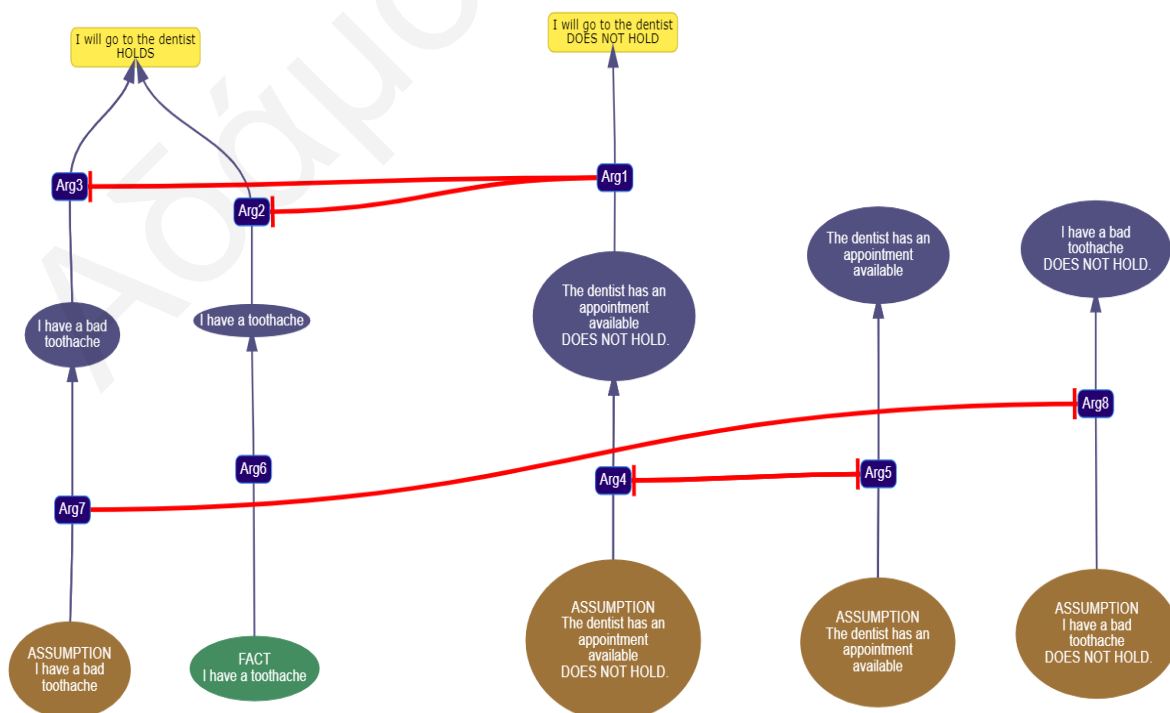 I will go to the dentist
HOLDS
I will go to the dentist
DOES NOT HOLD
Arg3
Arg2
Arg1
The dentist has an
appointment
available
I have a bad
toothache
DOES NOT HOLD.
I have a bad
toothache
I have a toothache
The dentist has an
appointment
available
DOES NOT HOLD.
Arg8
Arg6
Arg4
Arg5
Arg7
ASSUMPTION
I have a bad
toothache
FACT
I have a toothache
ASSUMPTION
The dentist has an
appointment
available
DOES NOT HOLD.
ASSUMPTION
The dentist has an
appointment
available
ASSUMPTION
I have a bad
toothache
DOES NOT HOLD.